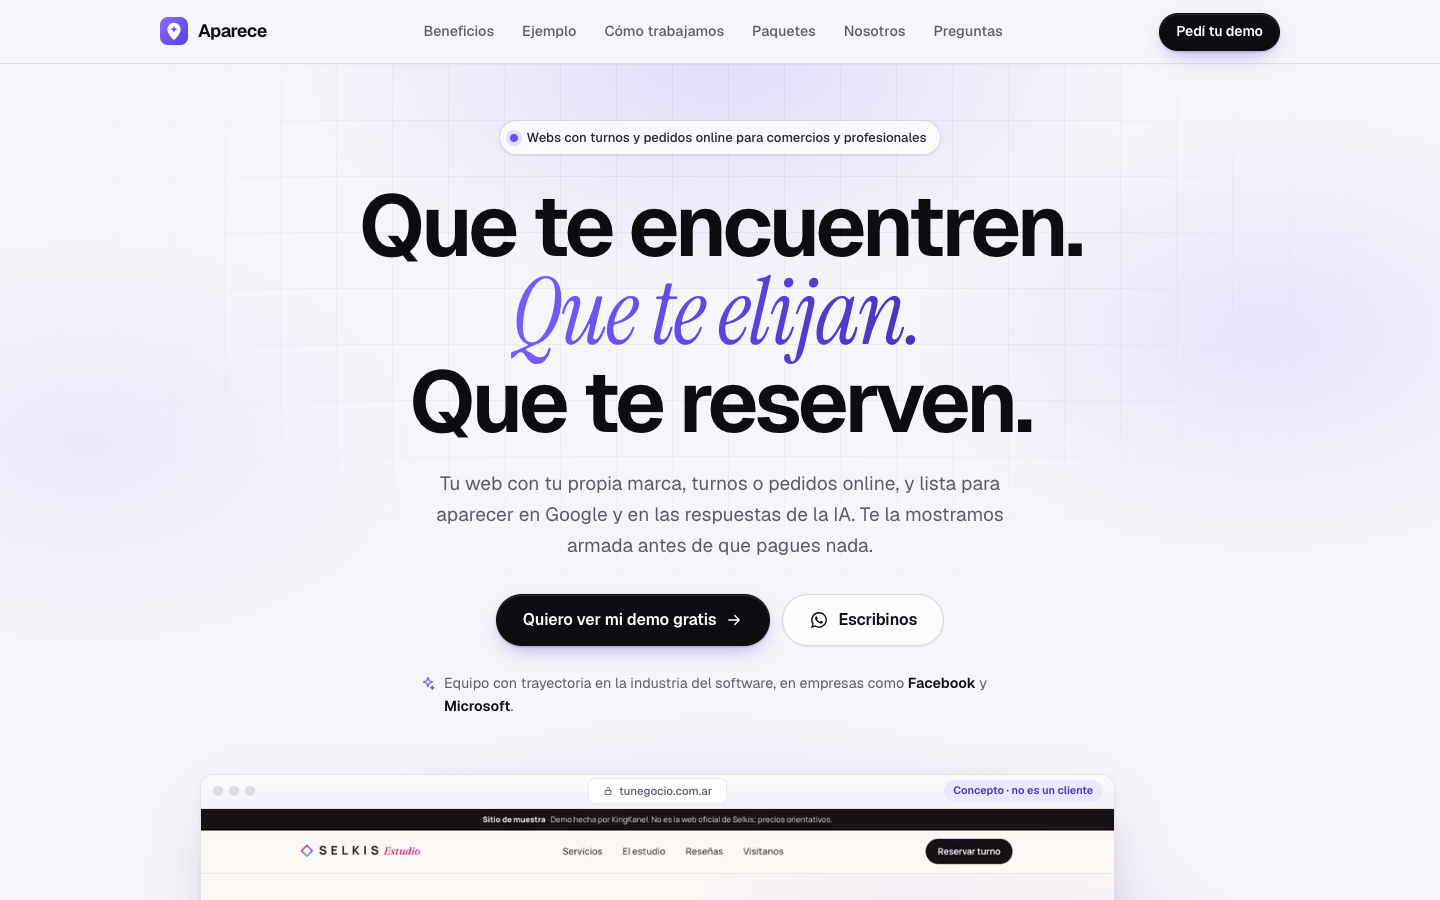 Aparece
Beneficios
Ejemplo
Cómo trabajamos
Paquetes
Nosotros
Preguntas
Pedí tu demo
Webs con turnos y pedidos online para comercios y profesionales
Que te encuentren.
Que te elijan.
Que te reserven.
Tu web con tu propia marca, turnos o pedidos online, y lista para
aparecer en Google y en las respuestas de la IA. Te la mostramos
armada antes de que pagues nada.
Quiero ver mi demo gratis →
Escribinos
Equipo con trayectoria en la industria del software, en empresas como Facebook y
Microsoft.
tunegocio.com.ar
Concepto · no es un cliente
Sitio de muestra · Demo hecha por KingKanel. No es la web oficial de Selkis; precios orientativos.
SELKIS Estudio
Servicios
El estudio
Reseñas
Visitanos
Reservar turno